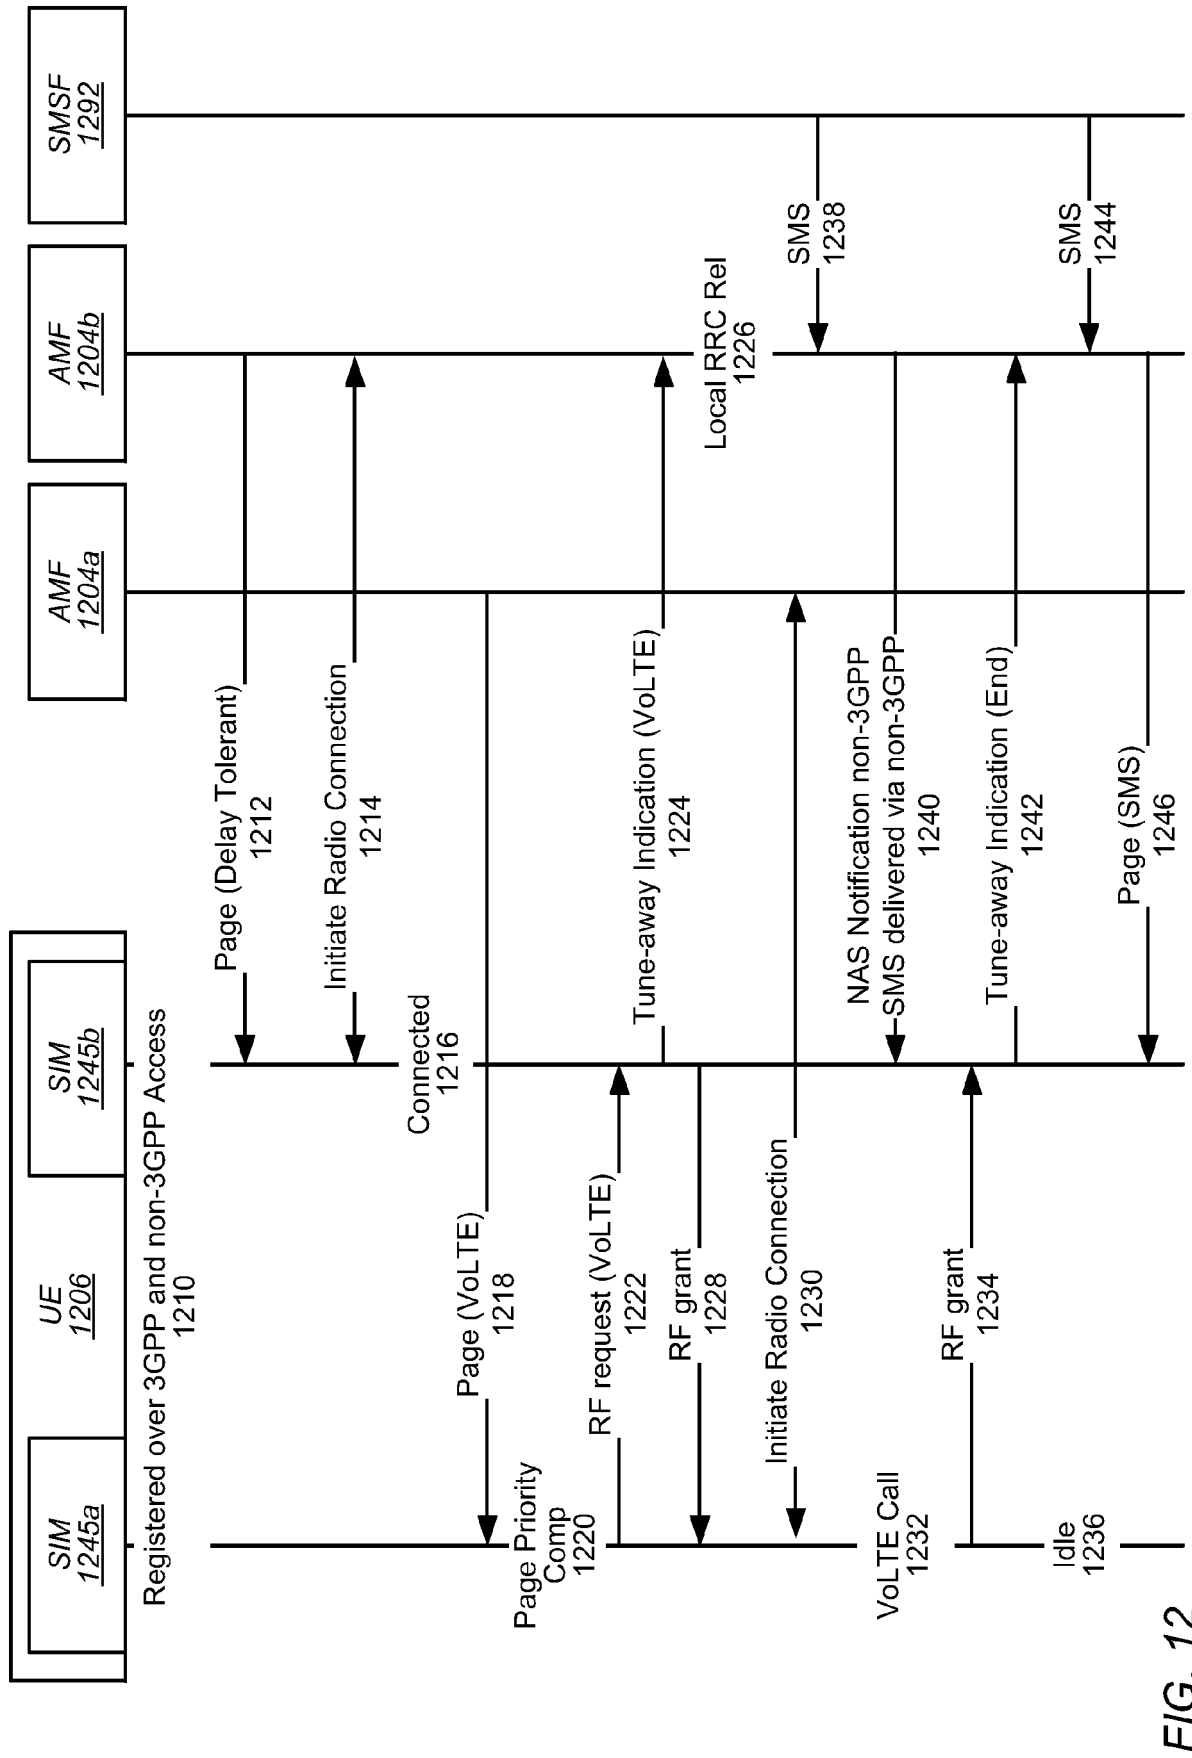 UE
1206
SIM
1245a
SIM
1245b
AMF
1204a
AMF
1204b
SMSF
1292
Registered over 3GPP and non-3GPP Access
1210
Page (Delay Tolerant)
1212
Initiate Radio Connection
1214
Connected
1216
Page (VoLTE)
1218
Page Priority
Comp
1220
RF request (VoLTE)
1222
Tune-away Indication (VoLTE)
1224
Local RRC Rel
1226
RF grant
1228
Initiate Radio Connection
1230
SMS
1238
VoLTE Call
1232
NAS Notification non-3GPP
SMS delivered via non-3GPP
1240
RF grant
1234
Tune-away Indication (End)
1242
Idle
1236
SMS
1244
Page (SMS)
1246
FIG. 12